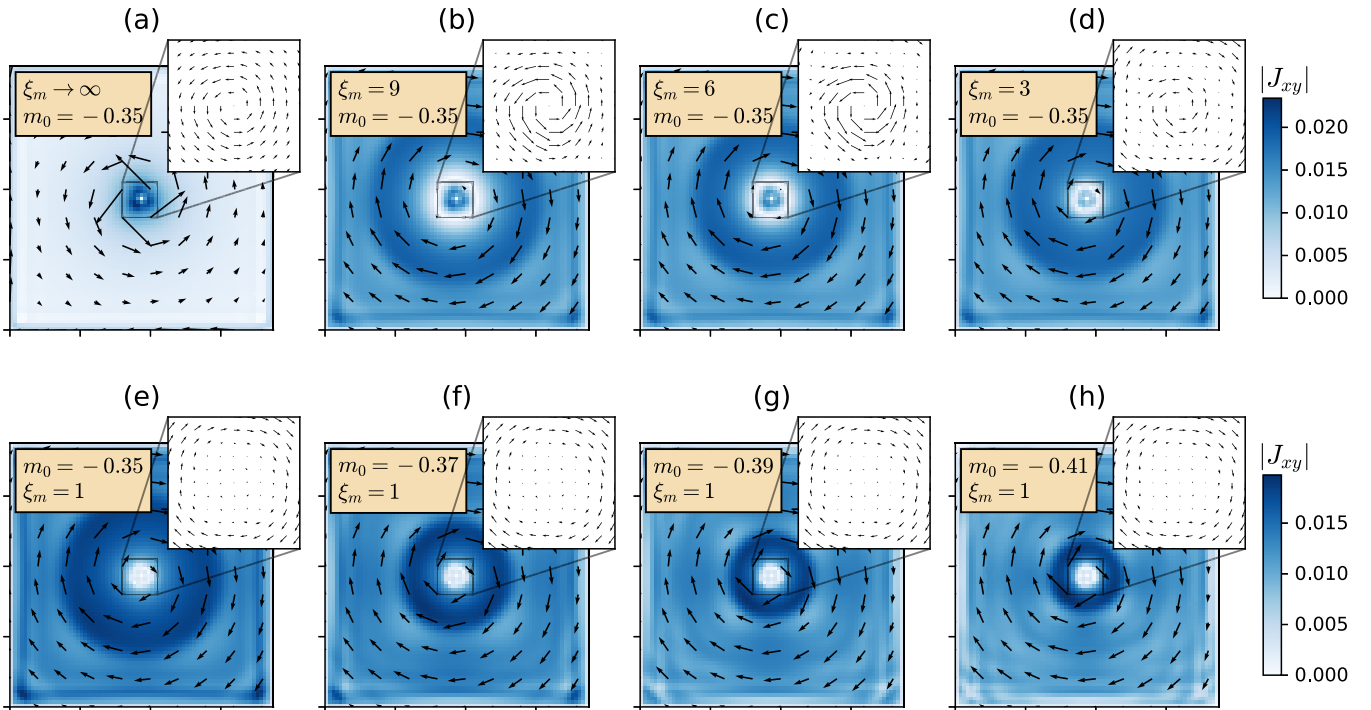 (a)
(b)
(c)
(d)
ξₘ → ∞
m₀ = −0.35
ξₘ = 9
m₀ = −0.35
ξₘ = 6
m₀ = −0.35
ξₘ = 3
m₀ = −0.35
|Jₓᵧ|
0.020
0.015
0.010
0.005
0.000
(e)
(f)
(g)
(h)
m₀ = −0.35
ξₘ = 1
m₀ = −0.37
ξₘ = 1
m₀ = −0.39
ξₘ = 1
m₀ = −0.41
ξₘ = 1
|Jₓᵧ|
0.015
0.010
0.005
0.000